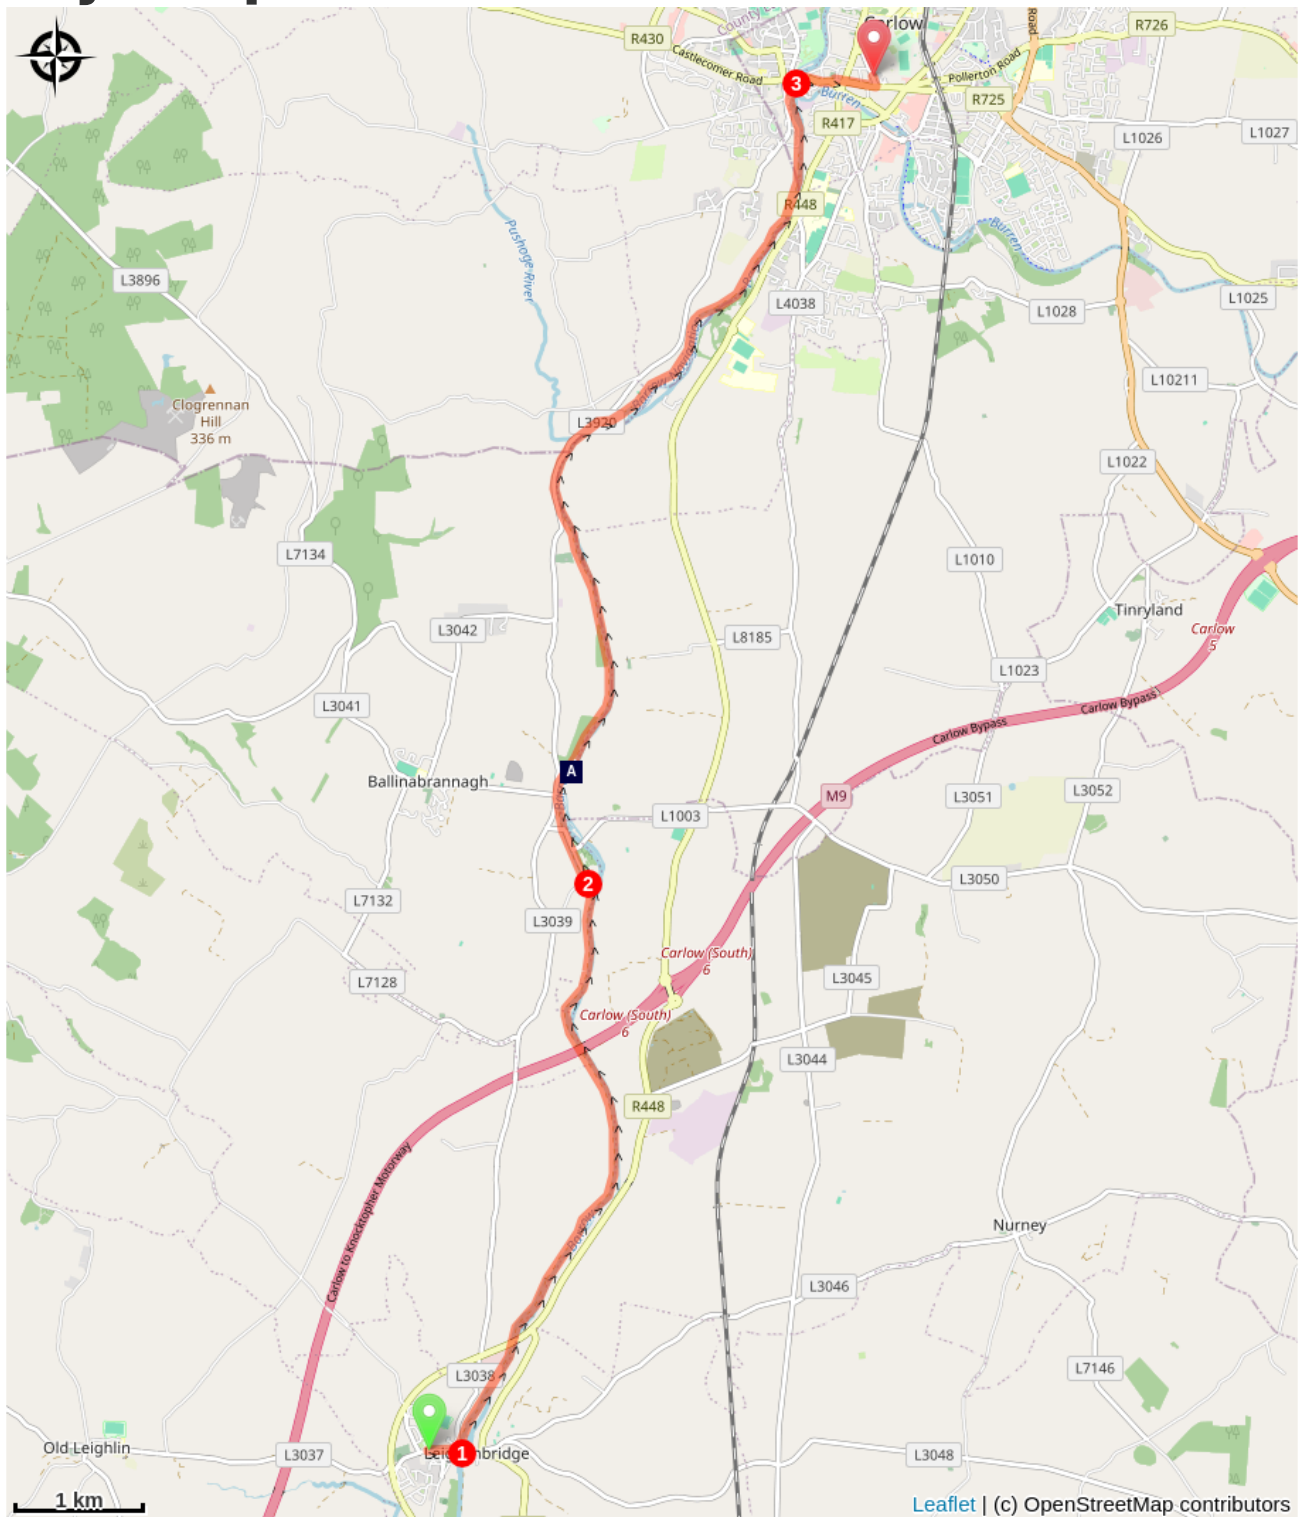 Carlow
R430
R726
Castlecomer Road
Road
3
Pollerton Road
Burren
R725
R417
L1026
L1027
R448
Pushoge River
Burren
L3896
L4038
L1025
L1028
L10211
Clogrennan
Hill
336 m
L3920
L1022
L7134
L1010
Tinryland
L3042
L8185
Carlow
5
L1023
L3041
Carlow Bypass
Carlow Bypass
A
Ballinabrannagh
M9
L3051
L3052
L1003
2
L3050
L7132
L3039
Carlow (South)
6
L3045
L7128
Carlow (South)
6
L3044
R448
Carlow to Knocktopher Motorway
Nurney
L3046
L3038
L7146
Old Leighlin
L3037
1
L3048
1 km
Leaflet | (c) OpenStreetMap contributors